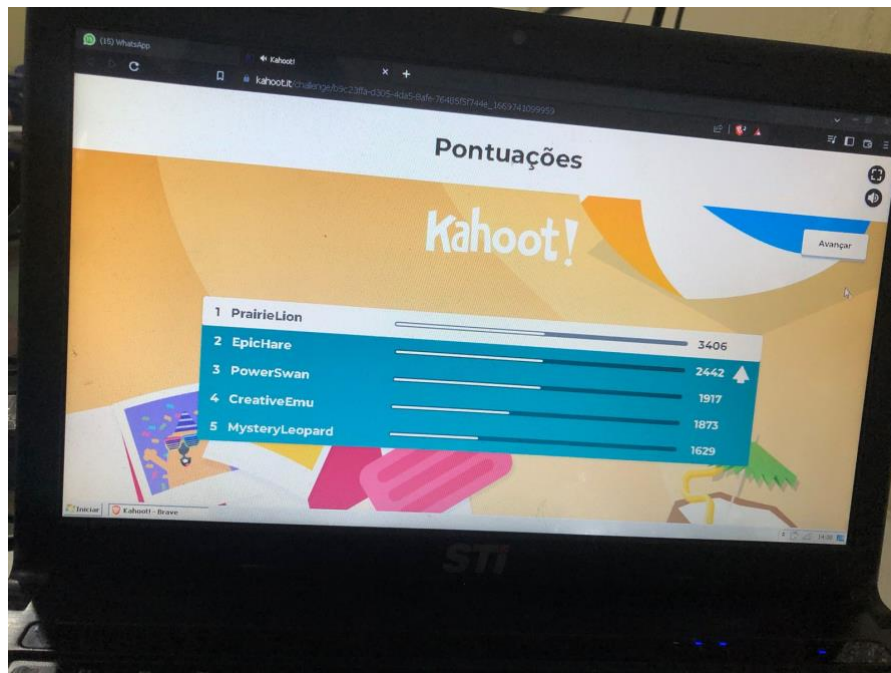 (15) WhatsApp
Kahoot!
kahoot.it/challenge/
Pontuações
Kahoot!
Avançar
1 PrairieLion 3406
2 EpicHare 2442
3 PowerSwan 1917
4 CreativeEmu 1873
5 MysteryLeopard 1629
Iniciar Kahoot! - Brave
STI